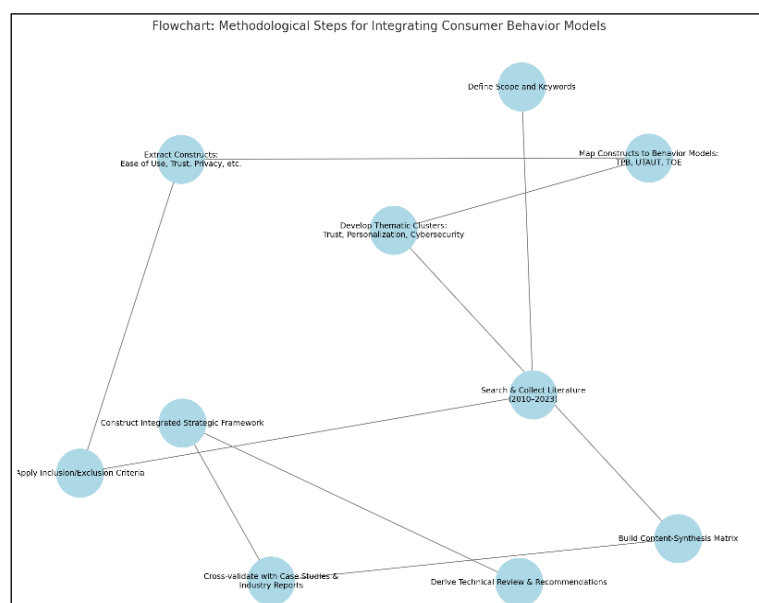 Flowchart: Methodological Steps for Integrating Consumer Behavior Models
Define Scope and Keywords
Extract Constructs:
Ease of Use, Trust, Privacy, etc.
Map Constructs to Behavior Models:
TPB, UTAUT, TOE
Develop Thematic Clusters:
Trust, Personalization, Cybersecurity
Search & Collect Literature
(2010–2023)
Construct Integrated Strategic Framework
Apply Inclusion/Exclusion Criteria
Build Content-Synthesis Matrix
Cross-validate with Case Studies &
Industry Reports
Derive Technical Review & Recommendations